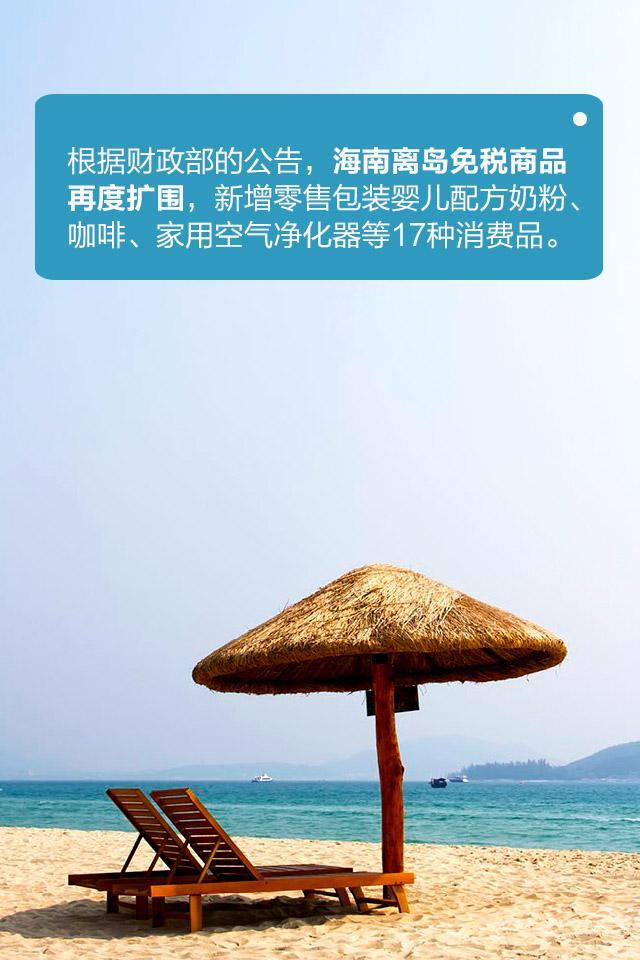 根据财政部的公告，海南离岛免税商品
再度扩围，新增零售包装婴儿配方奶粉、
咖啡、家用空气净化器等17种消费品。